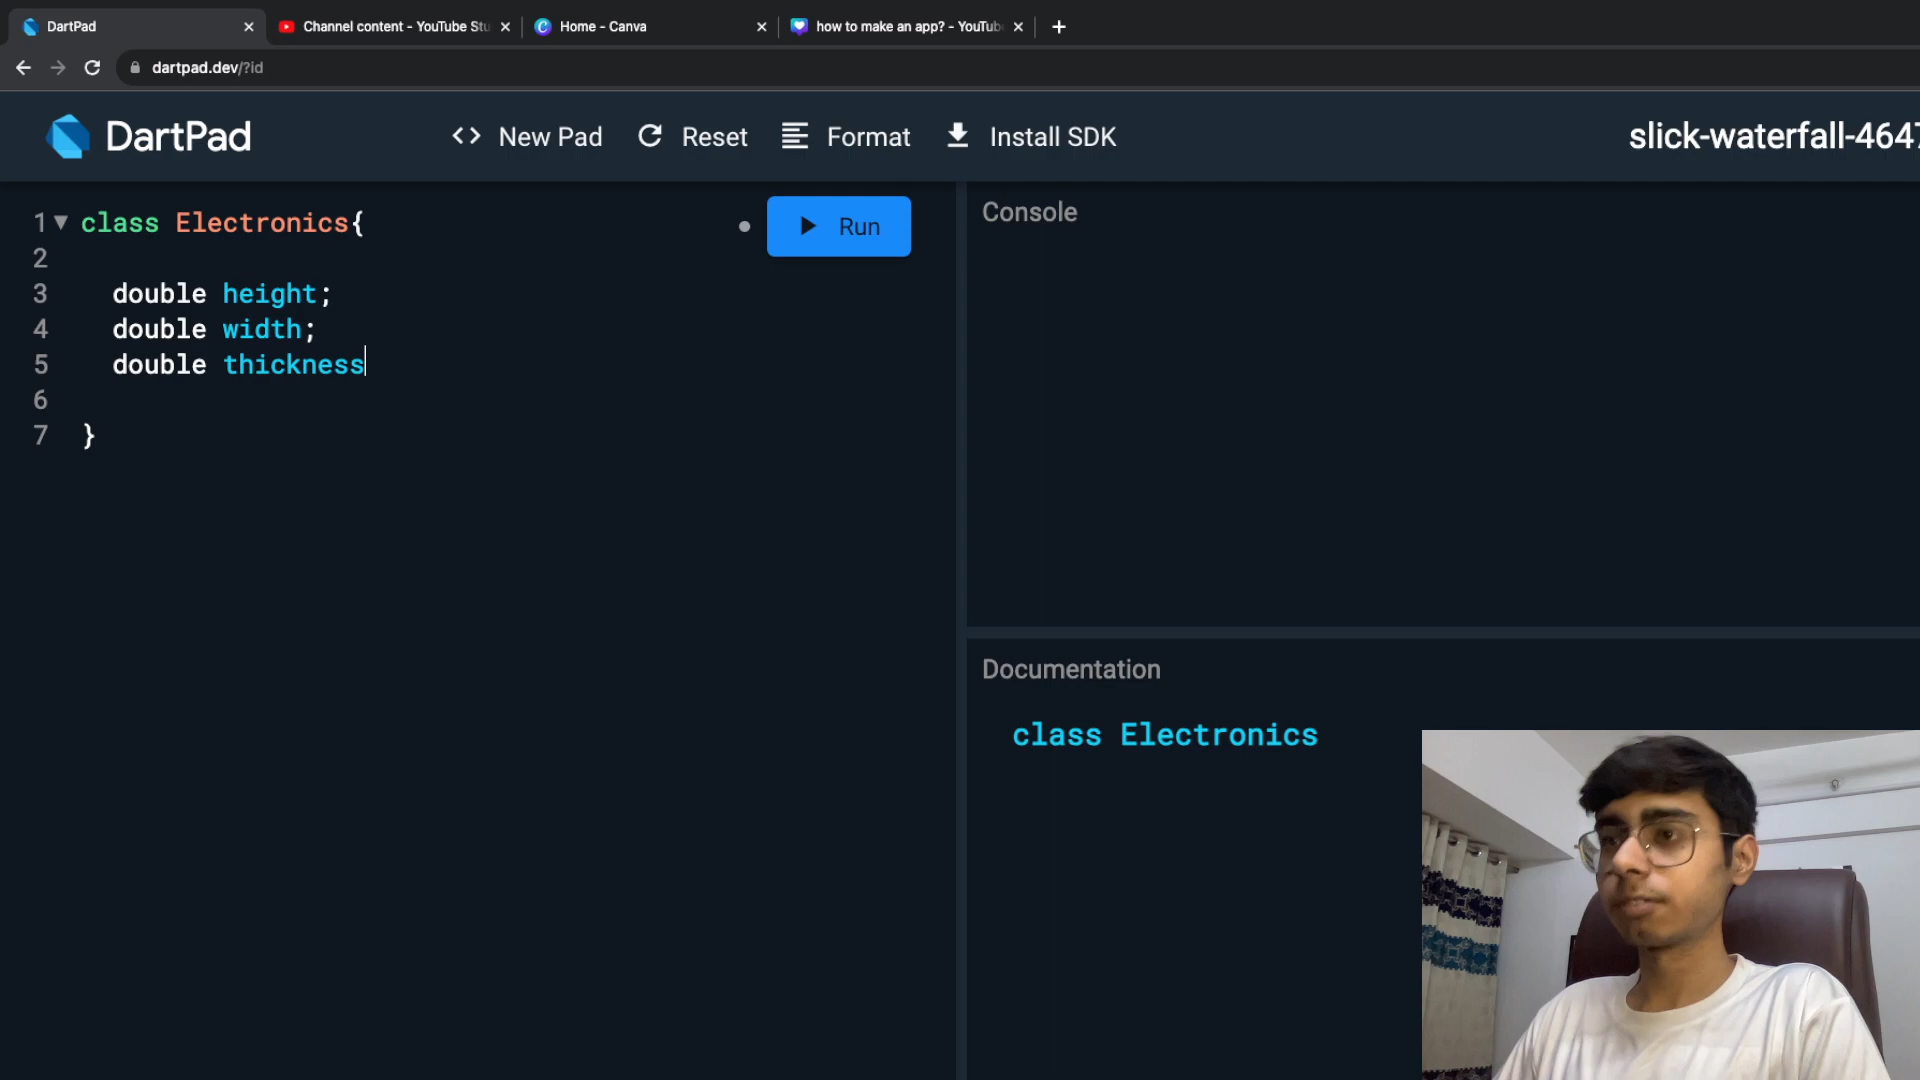 DartPad
Channel content - YouTube Stu
Home - Canva
how to make an app? - YouTub
dartpad.dev/?id
DartPad
New Pad
Reset
Format
Install SDK
slick-waterfall-4647
1 class Electronics{
Run
2
3 double height;
4 double width;
5 double thickness
6
7 }
Console
Documentation
class Electronics